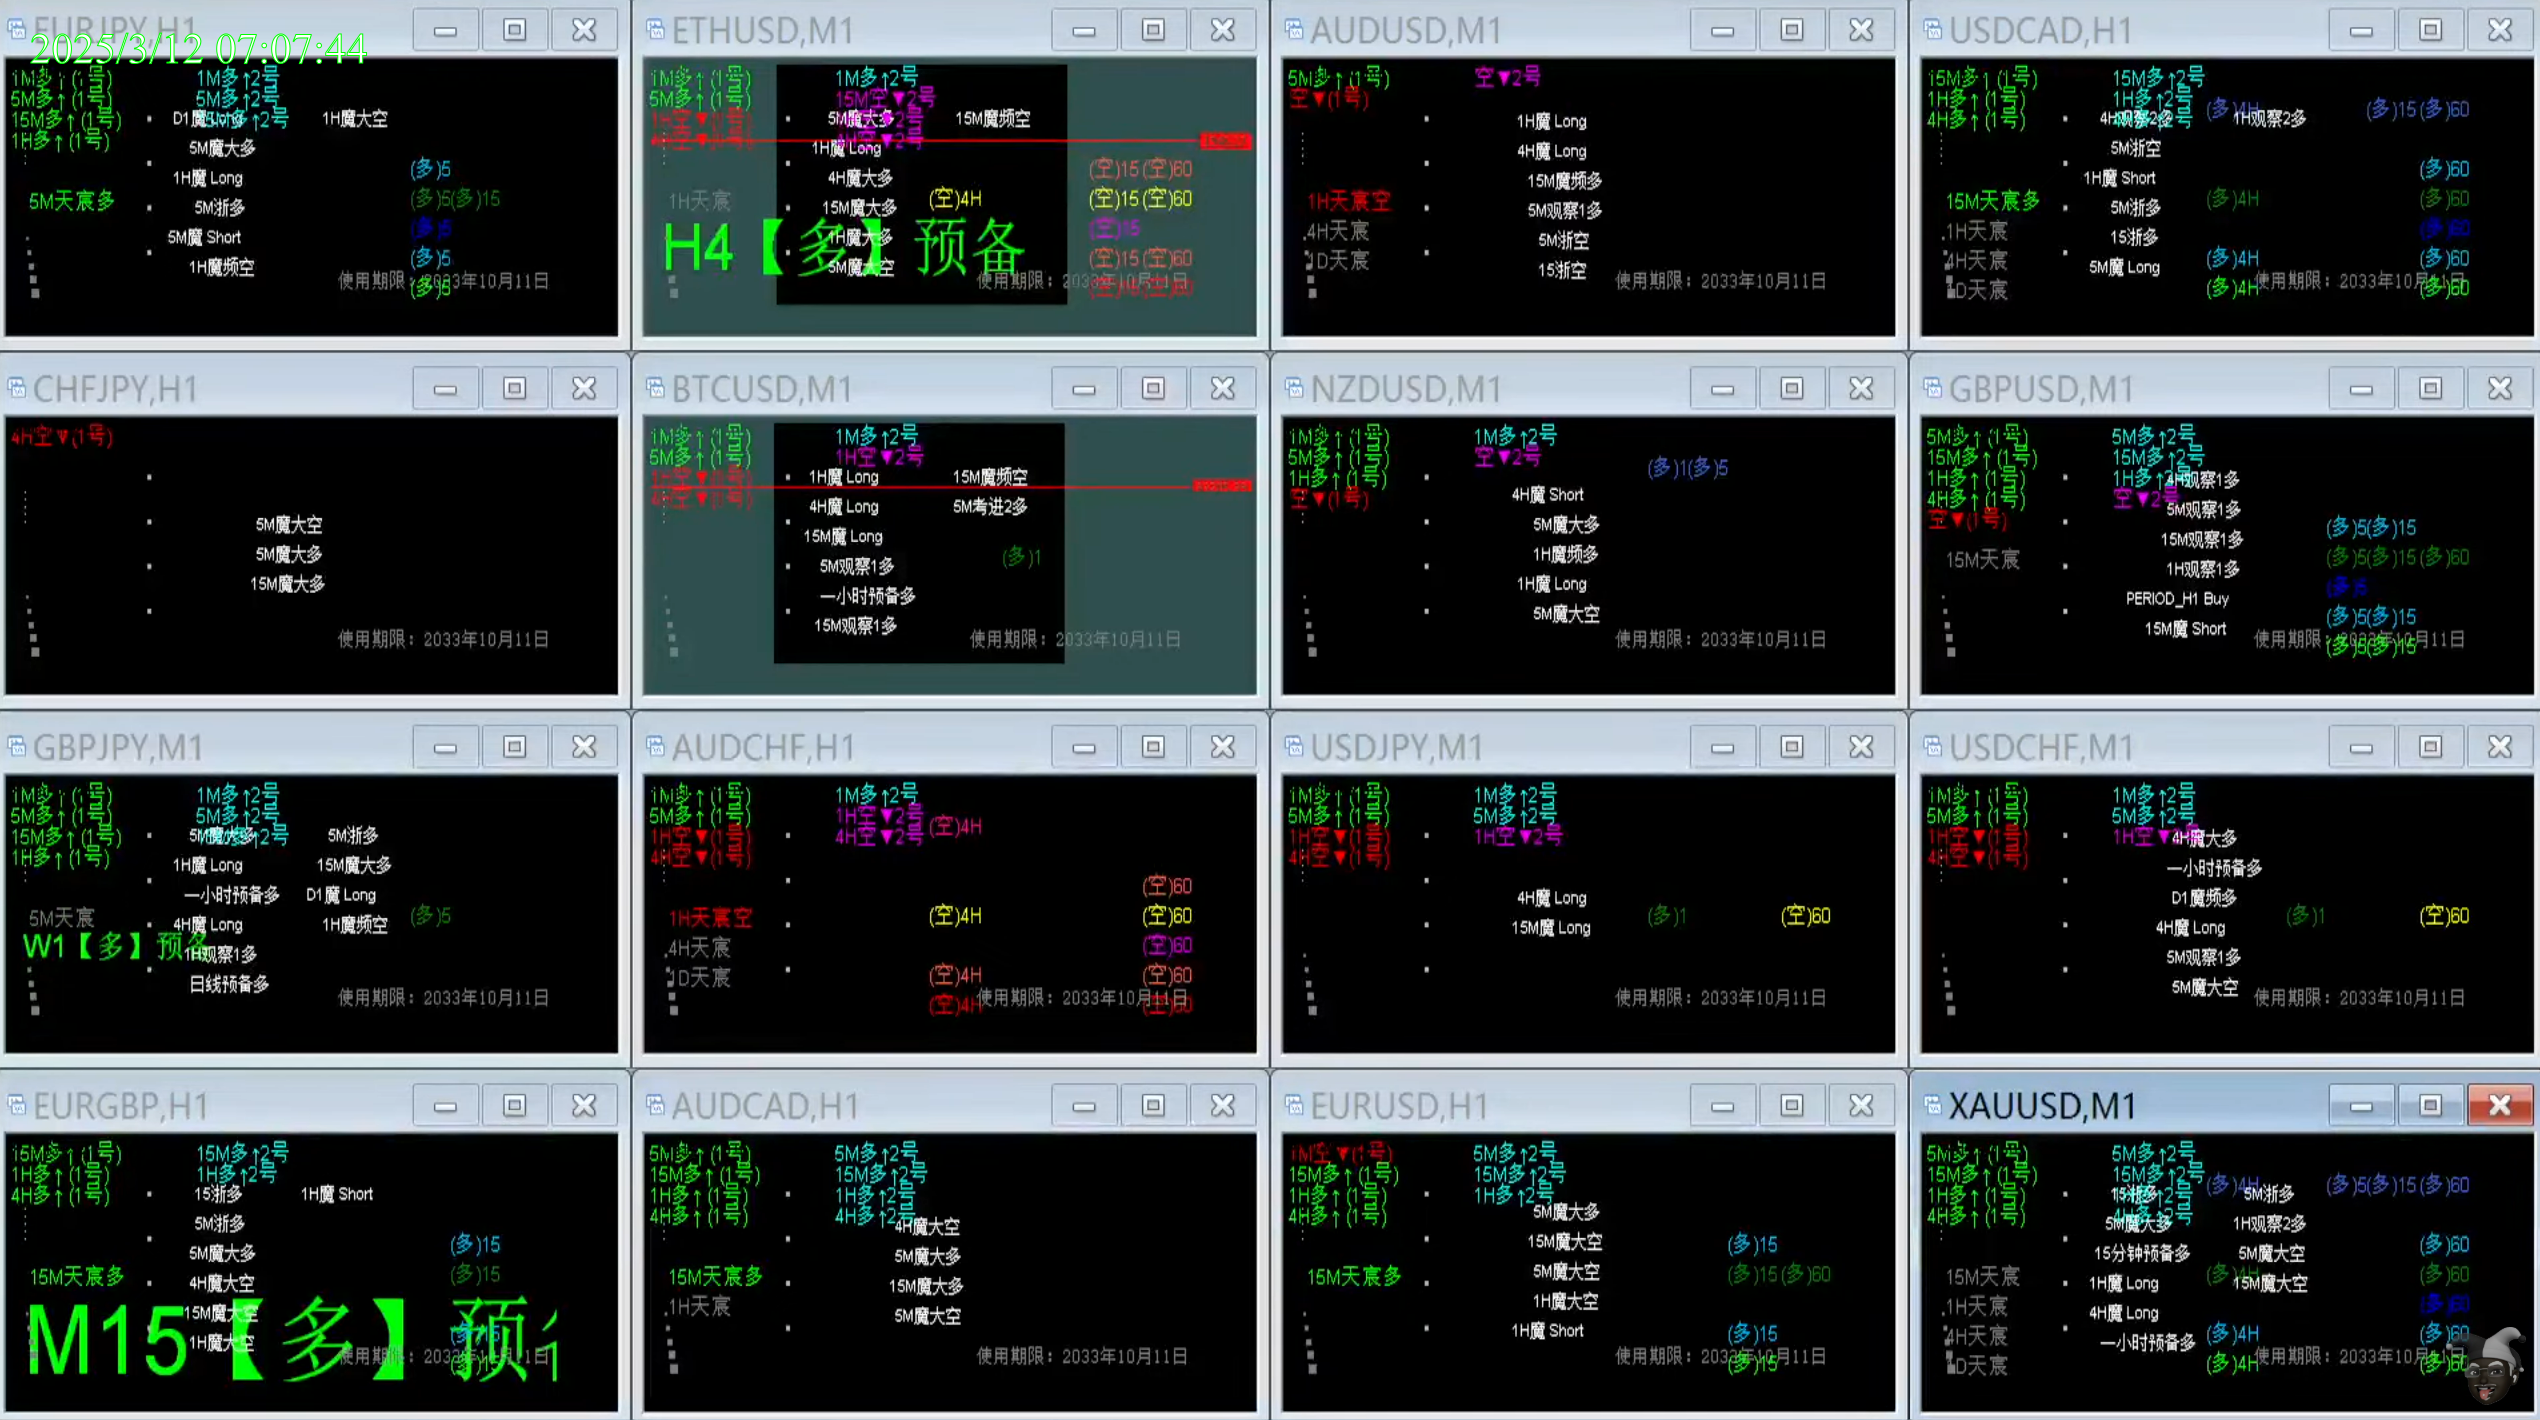 EURJPY,H1
2025/3/12 07:07:44
1M多↑(1号) 1M多↑2号
5M多↑(1号) 5M多↑2号
15M多↑(1号) D1魔 Long 15M多↑2号 1H魔大空
1H多↑(1号)
5M魔大多
1H魔 Long (多)5
5M天宸多 5M浙多 (多)5(多)15
5M魔 Short (多)5
1H魔频空 (多)5
使用期限：2033年10月11日
(多)5
ETHUSD,M1
1M多↑(1号) 1M多↑2号
5M多↑(1号) 15M空▼2号
1H空▼(1号) 5M魔大多 15M魔频空
4H空▼(1号) 4H空▼2号
1H魔 Long
4H魔大多 (空)15(空)60
1H天宸 15M魔大多 (空)4H (空)15(空)60
H4【多】预备 1H魔大多 (空)15
5M魔大空 (空)15(空)60
使用期限：2033年10月11日
(空)15(空)60
AUDUSD,M1
5M多↑(1号) 空▼2号
空▼(1号)
1H魔 Long
4H魔 Long
15M魔频多
1H天宸空 5M观察1多
4H天宸 5M浙空
1D天宸 15浙空
使用期限：2033年10月11日
USDCAD,H1
15M多↑(1号) 15M多↑2号
1H多↑(1号) 1H多↑2号 (多)4H (多)15(多)60
4H多↑(1号) 4H观察2多 1H观察2多
5M浙空
1H魔 Short (多)60
15M天宸多 5M浙多 (多)4H (多)60
1H天宸 15浙多 (多)60
4H天宸 5M魔 Long (多)4H (多)60
1D天宸 (多)4H 使用期限：2033年10月11日 (多)60
CHFJPY,H1
4H空▼(1号)
5M魔大空
5M魔大多
15M魔大多
使用期限：2033年10月11日
BTCUSD,M1
1M多↑(1号) 1M多↑2号
5M多↑(1号) 1H空▼2号
1H空▼(1号) 1H魔 Long 15M魔频空
4H空▼(1号) 4H魔 Long 5M考进2多
15M魔 Long
5M观察1多 (多)1
一小时预备多
15M观察1多
使用期限：2033年10月11日
NZDUSD,M1
1M多↑(1号) 1M多↑2号
5M多↑(1号) 空▼2号 (多)1(多)5
1H多↑(1号)
空▼(1号) 4H魔 Short
5M魔大多
1H魔频多
1H魔 Long
5M魔大空
使用期限：2033年10月11日
GBPUSD,M1
5M多↑(1号) 5M多↑2号
15M多↑(1号) 15M多↑2号
1H多↑(1号) 1H多↑2号 4H观察1多
4H多↑(1号) 空▼2号 5M观察1多
空▼(1号) 15M观察1多 (多)5(多)15
15M天宸 1H观察1多 (多)5(多)15(多)60
PERIOD_H1 Buy (多)5
15M魔 Short (多)5(多)15
使用期限：2033年10月11日
(多)5(多)15
GBPJPY,M1
1M多↑(1号) 1M多↑2号
5M多↑(1号) 5M多↑2号
15M多↑(1号) 5M魔大多 15M多↑2号 5M浙多
1H多↑(1号) 1H魔 Long 15M魔大多
一小时预备多 D1魔 Long
5M天宸 4H魔 Long 1H魔频空 (多)5
W1【多】预备 1H观察1多
日线预备多
使用期限：2033年10月11日
AUDCHF,H1
1M多↑(1号) 1M多↑2号
5M多↑(1号) 1H空▼2号
1H空▼(1号) 4H空▼2号 (空)4H
4H空▼(1号)
(空)60
1H天宸空 (空)4H (空)60
4H天宸 (空)60
1D天宸 (空)4H (空)60
(空)4H 使用期限：2033年10月11日 (空)60
USDJPY,M1
1M多↑(1号) 1M多↑2号
5M多↑(1号) 5M多↑2号
1H空▼(1号) 1H空▼2号
4H空▼(1号)
4H魔 Long
15M魔 Long (多)1 (空)60
使用期限：2033年10月11日
USDCHF,M1
1M多↑(1号) 1M多↑2号
5M多↑(1号) 5M多↑2号
1H空▼(1号) 1H空▼2号 4H魔大多
4H空▼(1号) 一小时预备多
D1魔频多
4H魔 Long (多)1 (空)60
5M观察1多
5M魔大空
使用期限：2033年10月11日
EURGBP,H1
15M多↑(1号) 15M多↑2号
1H多↑(1号) 1H多↑2号
4H多↑(1号) 15浙多 1H魔 Short
5M浙多
5M魔大多 (多)15
15M天宸多 4H魔大空 (多)15
M15【多】预 15M魔大空
1H魔大空 (多)15
使用期限：2033年10月11日
(多)15
AUDCAD,H1
5M多↑(1号) 5M多↑2号
15M多↑(1号) 15M多↑2号
1H多↑(1号) 1H多↑2号
4H多↑(1号) 4H多↑2号
4H魔大空
5M魔大多
15M天宸多 15M魔大多
1H天宸 5M魔大空
使用期限：2033年10月11日
EURUSD,H1
1M空▼(1号) 5M多↑2号
15M多↑(1号) 15M多↑2号
1H多↑(1号) 1H多↑2号
4H多↑(1号) 5M魔大多
15M魔大空 (多)15
15M天宸多 5M魔大空 (多)15(多)60
1H魔大空
1H魔 Short (多)15
使用期限：2033年10月11日
(多)15
XAUUSD,M1
5M多↑(1号) 5M多↑2号
15M多↑(1号) 15M多↑2号 (多)4H (多)5(多)15(多)60
1H多↑(1号) 15浙多 5M浙多
4H多↑(1号) 4H多↑2号
5M魔大多 1H观察2多
15分钟预备多 5M魔大空 (多)60
15M天宸 1H魔 Long (多)4H 15M魔大空 (多)60
1H天宸 4H魔 Long (多)60
4H天宸 一小时预备多 (多)4H (多)60
1D天宸 (多)4H 使用期限：2033年10月11日 (多)60